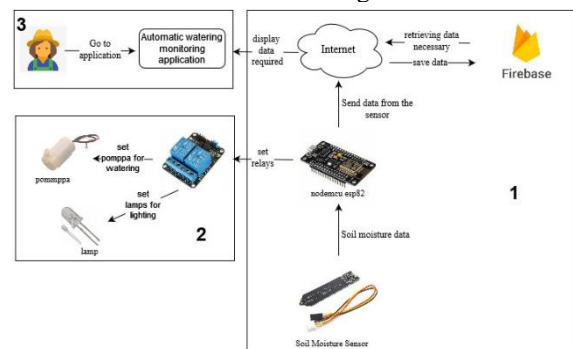 3
Go to
application
Automatic watering
monitoring
application
display
data
required
Internet
retrieving data
necessary
save data
Firebase
Send data from the
sensor
set
pomppa for
watering
pommppa
set
relays
nodemcu esp82
1
set
lamps for
lighting
lamp
2
Soil moisture data
Soil Moisture Sensor